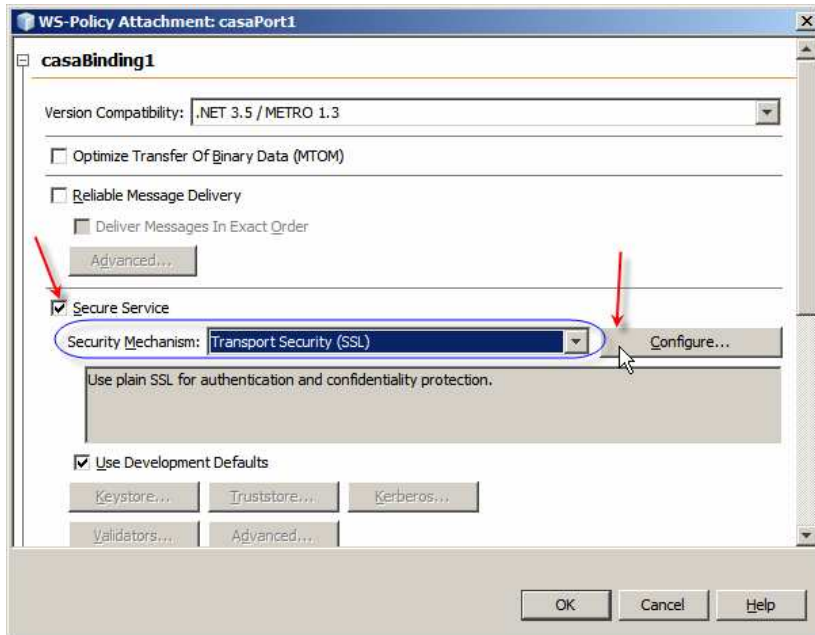 WS-Policy Attachment: casaPort1
casaBinding1
Version Compatibility: .NET 3.5 / METRO 1.3
Optimize Transfer Of Binary Data (MTOM)
Reliable Message Delivery
Deliver Messages In Exact Order
Advanced...
Secure Service
Security Mechanism: Transport Security (SSL) Configure...
Use plain SSL for authentication and confidentiality protection.
Use Development Defaults
Keystore... Truststore... Kerberos...
Validators... Advanced...
OK Cancel Help